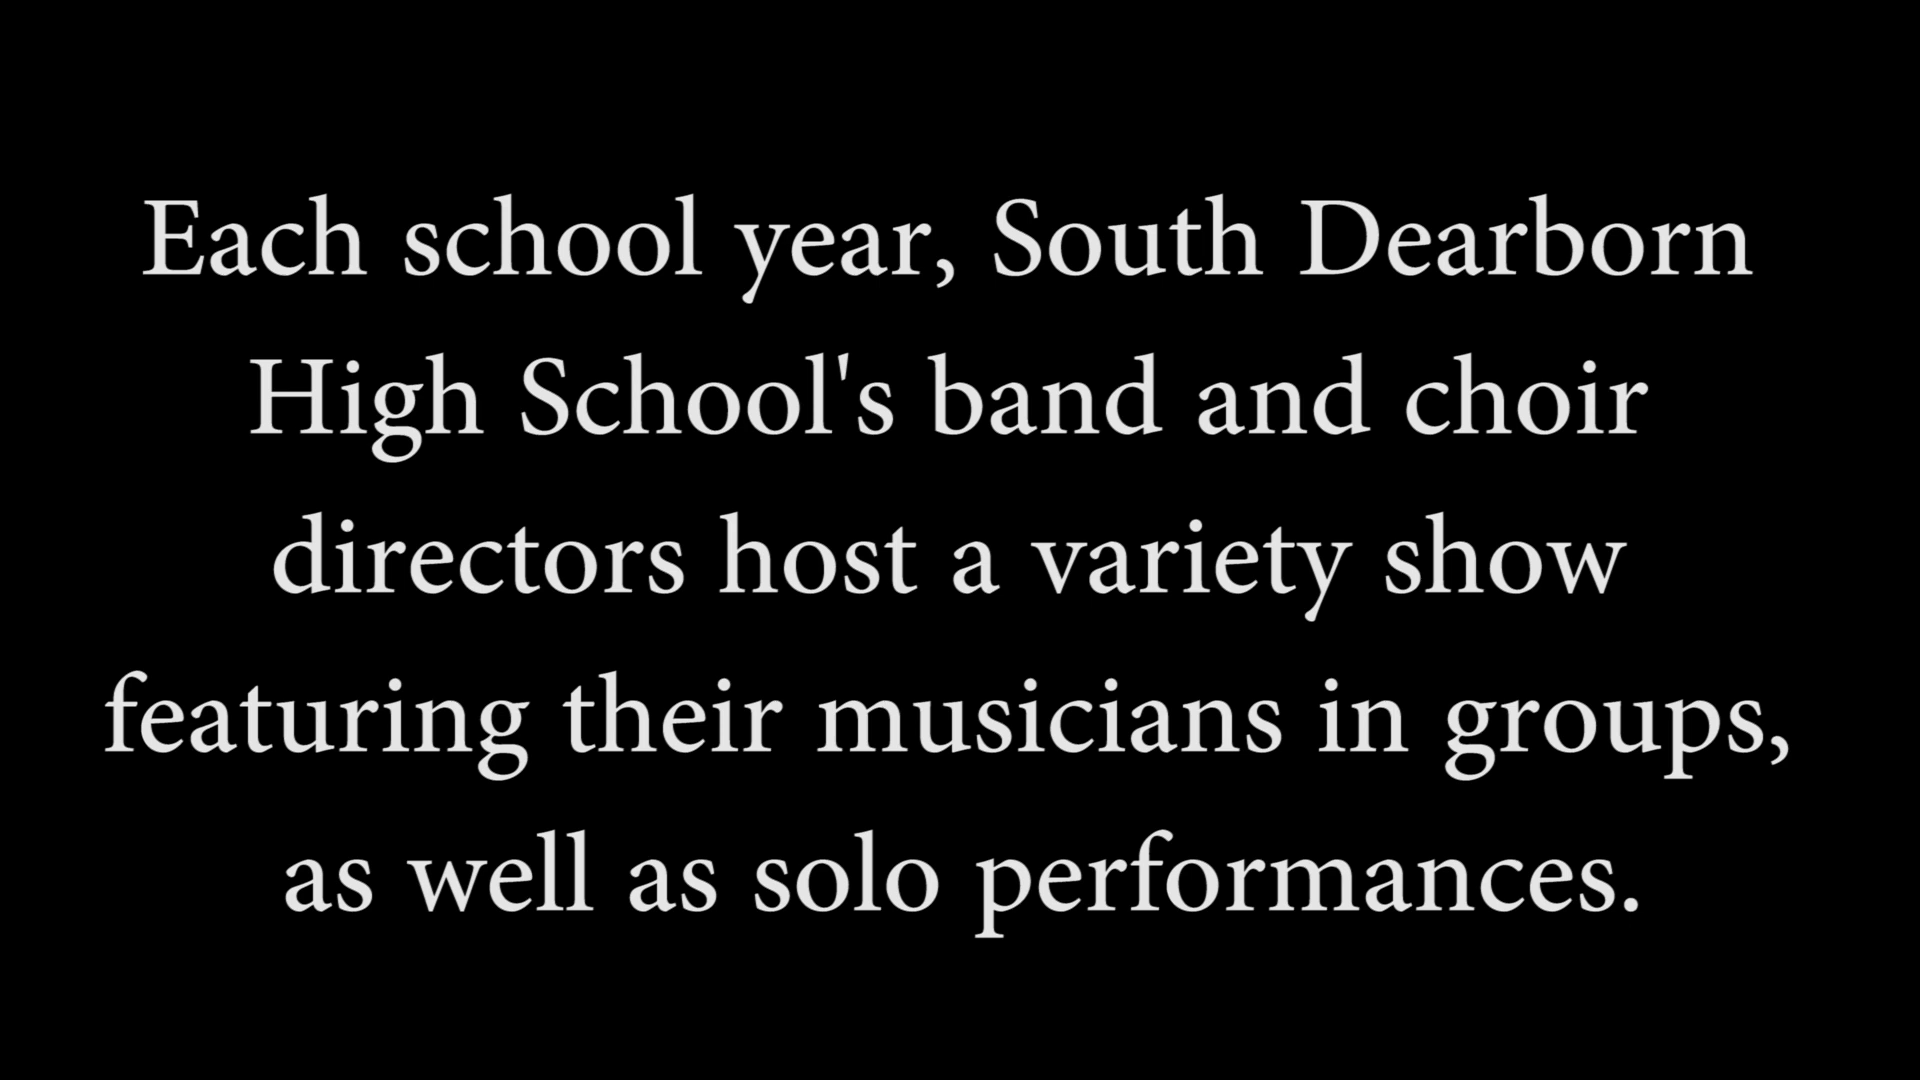 Each school year, South Dearborn
High School's band and choir
directors host a variety show
featuring their musicians in groups,
as well as solo performances.